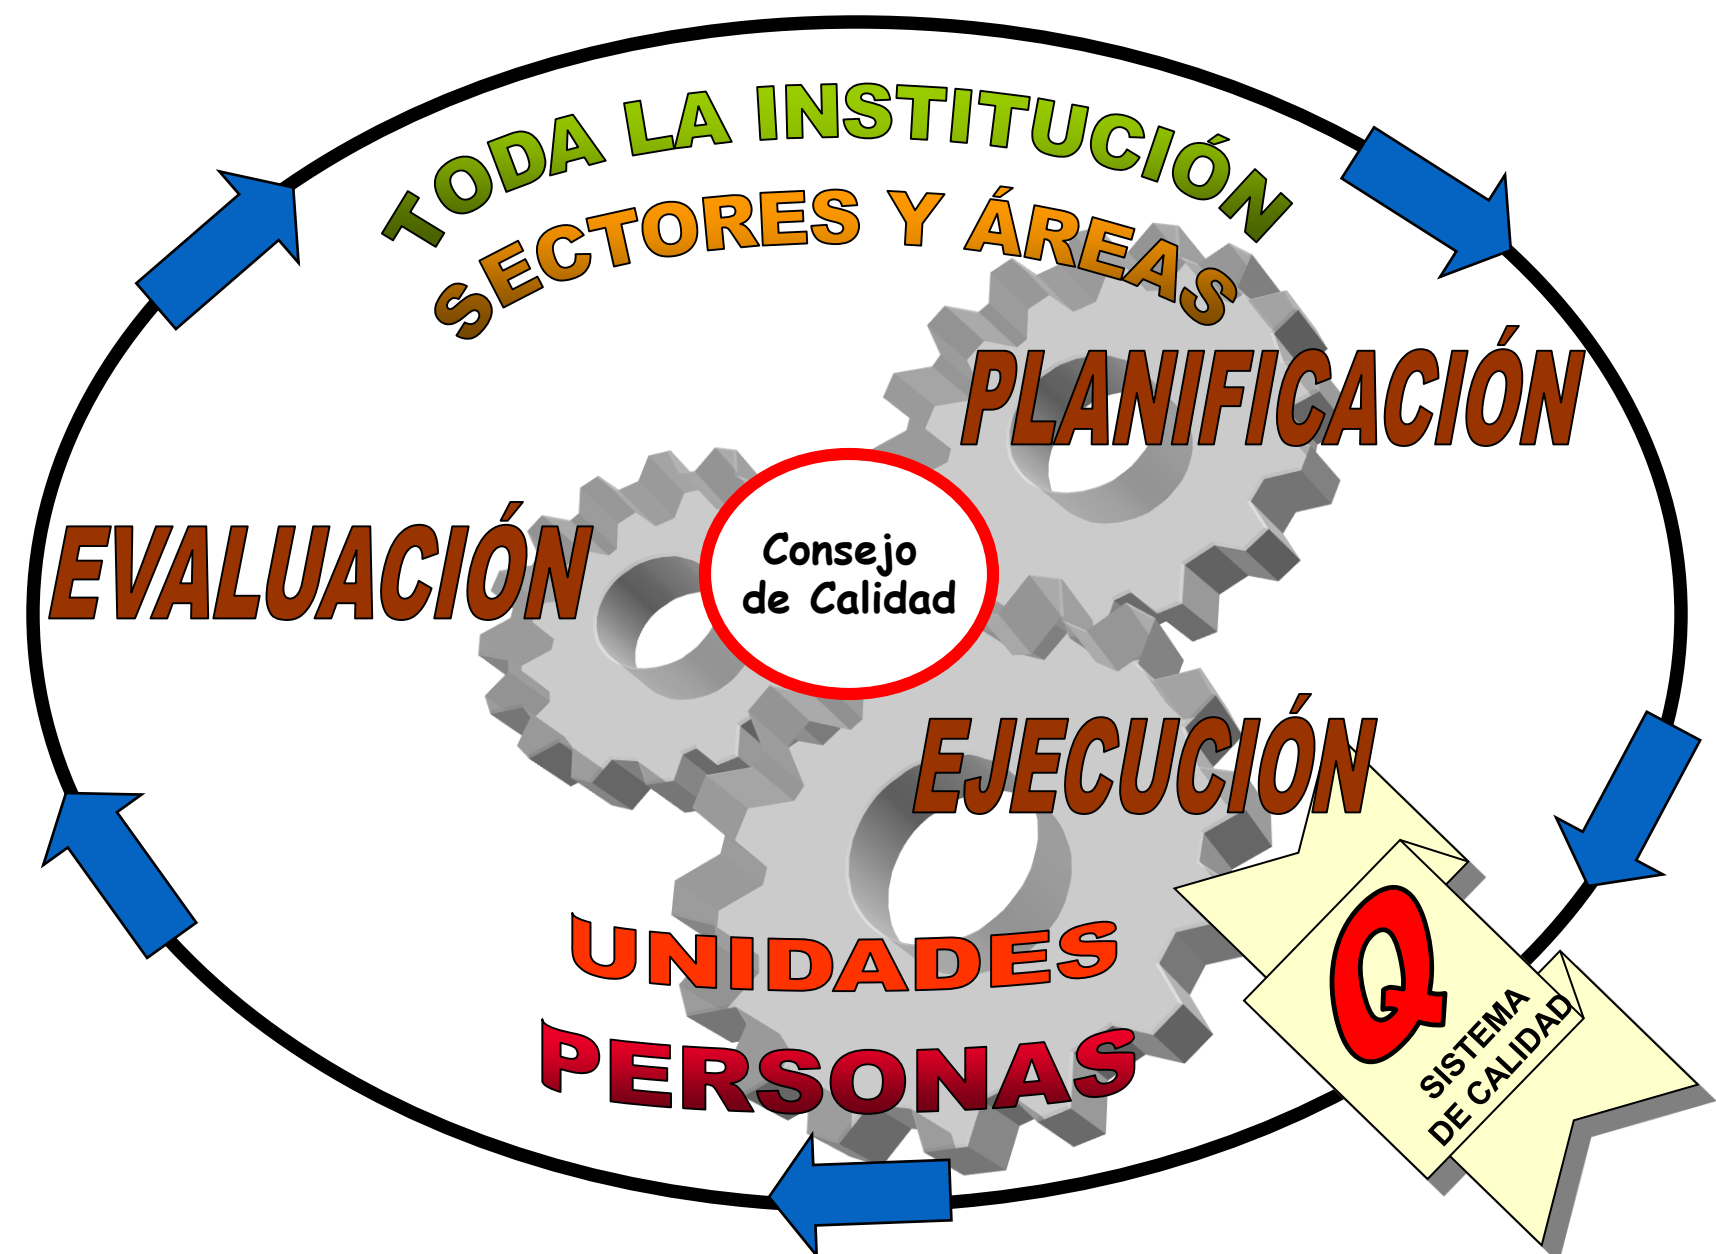 TODA LA INSTITUCIÓN
SECTORES Y ÁREAS
PLANIFICACIÓN
EVALUACIÓN
Consejo
de Calidad
EJECUCIÓN
UNIDADES
PERSONAS
Q
SISTEMA
DE CALIDAD